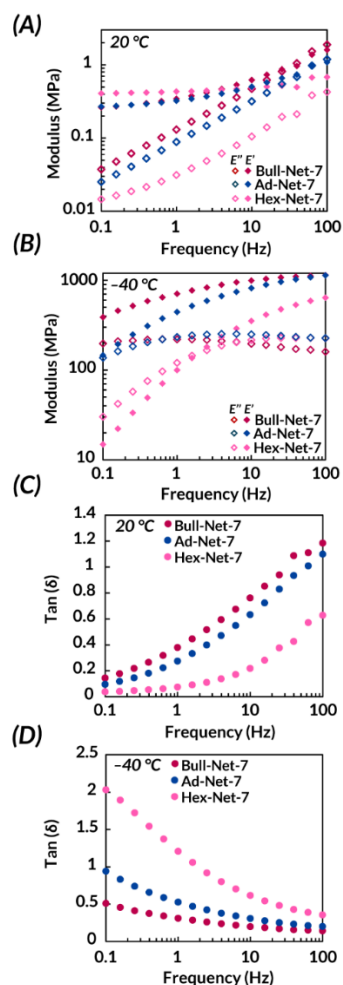 (A)
20 °C
Modulus (MPa)
1
0.1
0.01
E'' E'
Bull-Net-7
Ad-Net-7
Hex-Net-7
0.1 1 10 100
Frequency (Hz)
(B)
–40 °C
Modulus (MPa)
1000
100
10
E'' E'
Bull-Net-7
Ad-Net-7
Hex-Net-7
0.1 1 10 100
Frequency (Hz)
(C)
20 °C
Tan (δ)
1.4
1.2
1
0.8
0.6
0.4
0.2
0
Bull-Net-7
Ad-Net-7
Hex-Net-7
0.1 1 10 100
Frequency (Hz)
(D)
–40 °C
Tan (δ)
2.5
2
1.5
1
0.5
0
Bull-Net-7
Ad-Net-7
Hex-Net-7
0.1 1 10 100
Frequency (Hz)